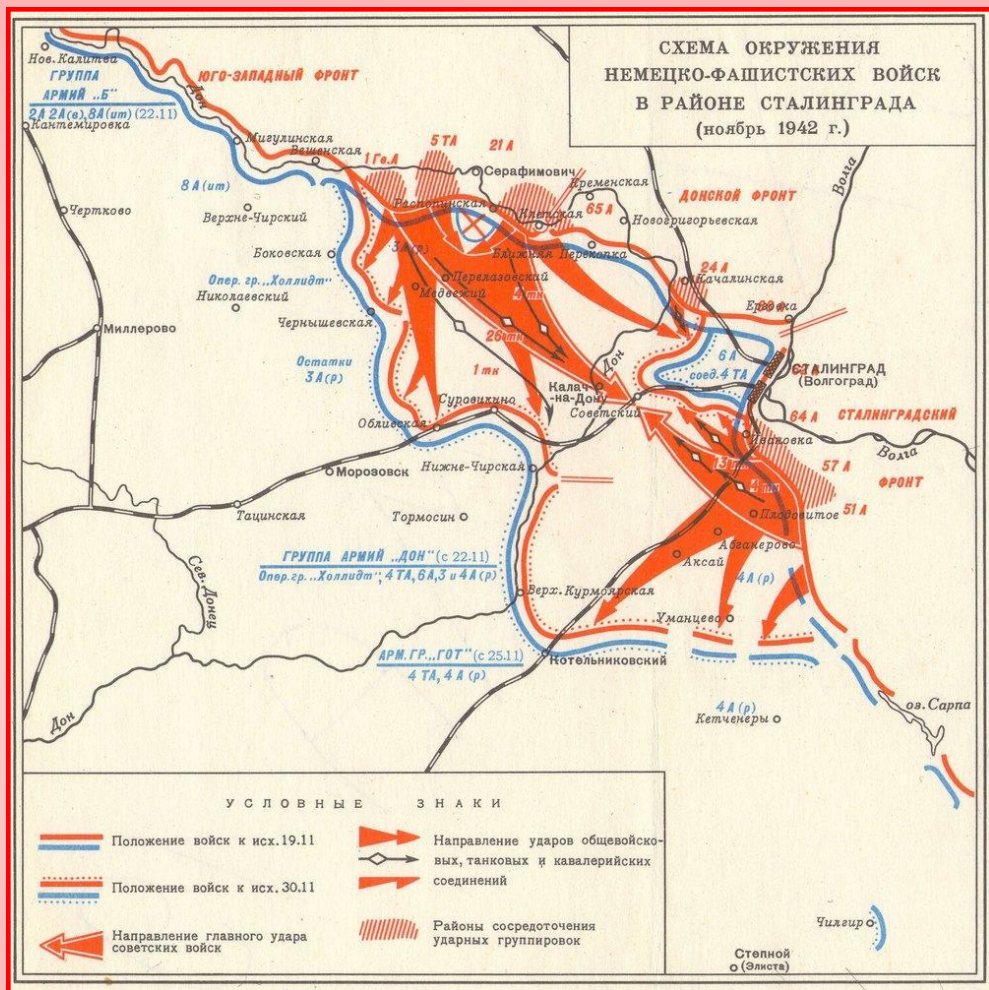 СХЕМА ОКРУЖЕНИЯ
НЕМЕЦКО-ФАШИСТСКИХ ВОЙСК
В РАЙОНЕ СТАЛИНГРАДА
(ноябрь 1942 г.)
Нов. Калитва
ГРУППА
АРМИЙ „Б"
2А 2А(в), 8А(ит) (22.11)
Кантемировка
ЮГО-ЗАПАДНЫЙ ФРОНТ
Дон
Мигулинская
Вешенская
1 Гв.А
5 ТА
21 А
Серафимович
Кременская
ДОНСКОЙ ФРОНТ
Волга
8 А (ит)
Чертково
Верхне-Чирский
Распопинская
Клетская
65 А
Новогригорьевская
Боковская
3 А (р)
Ближняя Перекопка
24 А
Качалинская
Опер. гр. „Холлидт"
Николаевский
Перелазовский
Медвежий
4 тк
Ерзовка
Миллерово
Чернышевская
26 тк
Дон
6 А
соед. 4 ТА
СТАЛИНГРАД
(Волгоград)
Остатки
3 А (р)
1 тк
Калач-
на-Дону
Советский
Суровикино
Обливская
64 А
СТАЛИНГРАДСКИЙ
Ивановка
Волга
Морозовск
Нижне-Чирская
57 А
ФРОНТ
Тацинская
Тормосин
4 тк
51 А
Плодовитое
Абганерово
ГРУППА АРМИЙ „ДОН" (с 22.11)
Опер. гр. „Холлидт", 4 ТА, 6 А, 3 и 4 А (р)
Аксай
4 А (р)
Сев. Донец
Верх. Курмоярская
Уманцево
АРМ. ГР. „ГОТ" (с 25.11)
4 ТА, 4 А (р)
Котельниковский
Дон
4 А (р)
Кетченеры
оз. Сарпа
УСЛОВНЫЕ ЗНАКИ
Положение войск к исх. 19.11
Положение войск к исх. 30.11
Направление главного удара
советских войск
Направление ударов общевойско-
вых, танковых и кавалерийских
соединений
Районы сосредоточения
ударных группировок
Чилгир
Степной
(Элиста)